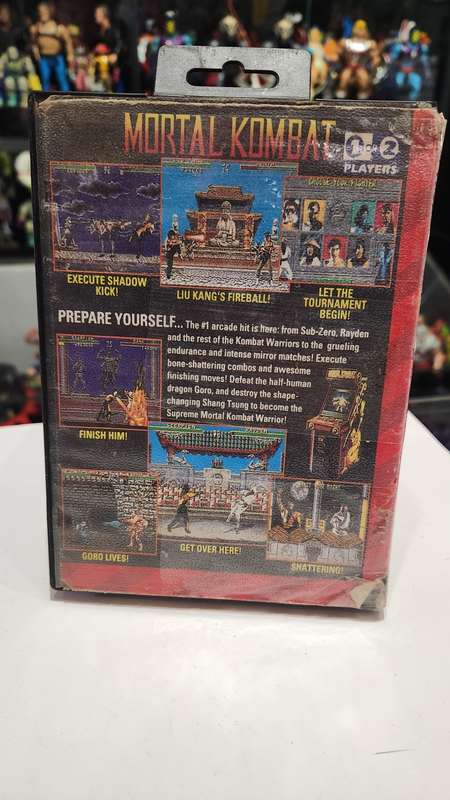 MORTAL KOMBAT
1 2
PLAYERS
CHOOSE YOUR FIGHTER
EXECUTE SHADOW
KICK!
LIU KANG'S FIREBALL!
LET THE
TOURNAMENT
BEGIN!
PREPARE YOURSELF... The #1 arcade hit is here: from Sub-Zero, Rayden
and the rest of the Kombat Warriors to the grueling
endurance and intense mirror matches! Execute
bone-shattering combos and awesome
finishing moves! Defeat the half-human
dragon Goro, and destroy the shape-
changing Shang Tsung to become the
Supreme Mortal Kombat Warrior!
FINISH HIM!
GORO LIVES!
GET OVER HERE!
SHATTERING!